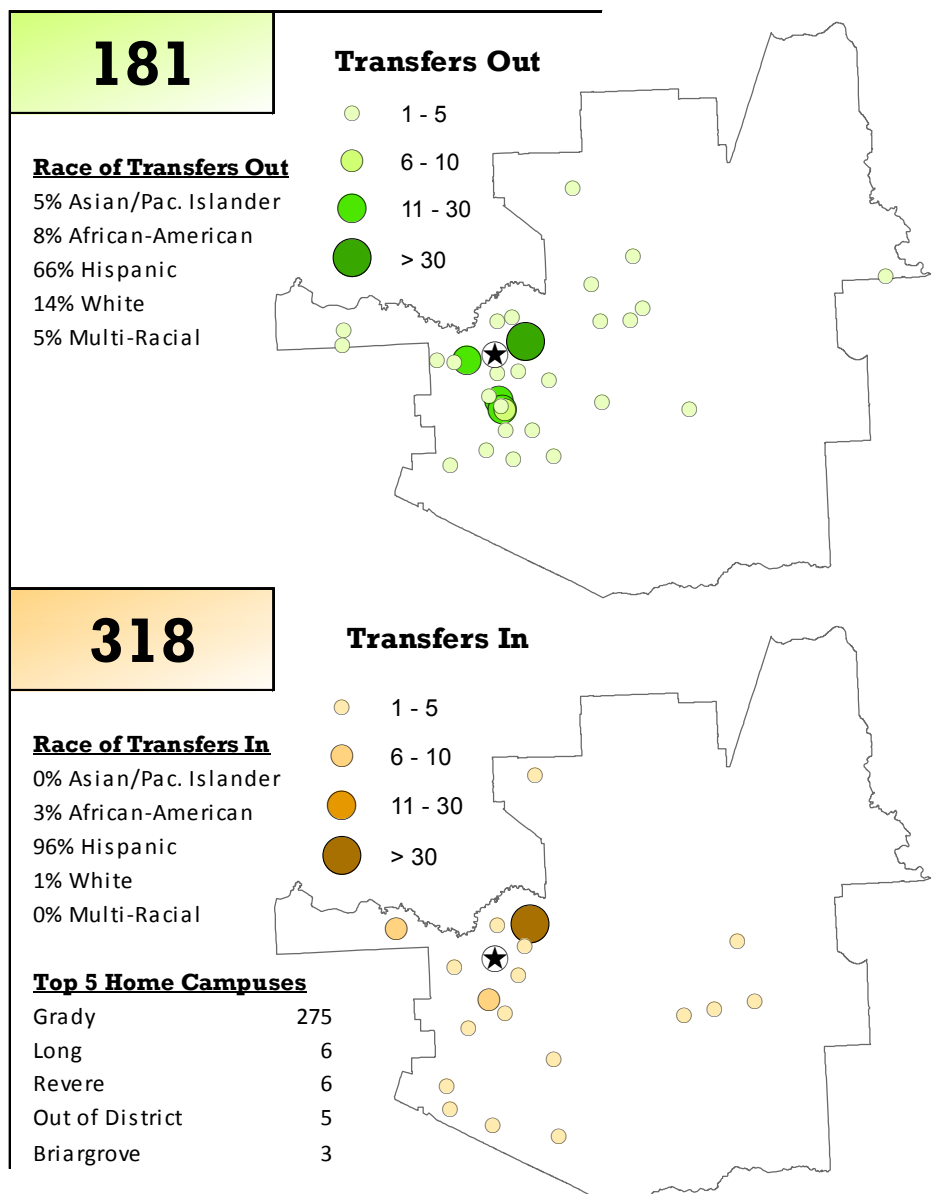 181
Transfers Out
1 - 5
6 - 10
11 - 30
> 30
Race of Transfers Out
5% Asian/Pac. Islander
8% African-American
66% Hispanic
14% White
5% Multi-Racial
318
Transfers In
1 - 5
6 - 10
11 - 30
> 30
Race of Transfers In
0% Asian/Pac. Islander
3% African-American
96% Hispanic
1% White
0% Multi-Racial
Top 5 Home Campuses
Grady 275
Long 6
Revere 6
Out of District 5
Briargrove 3